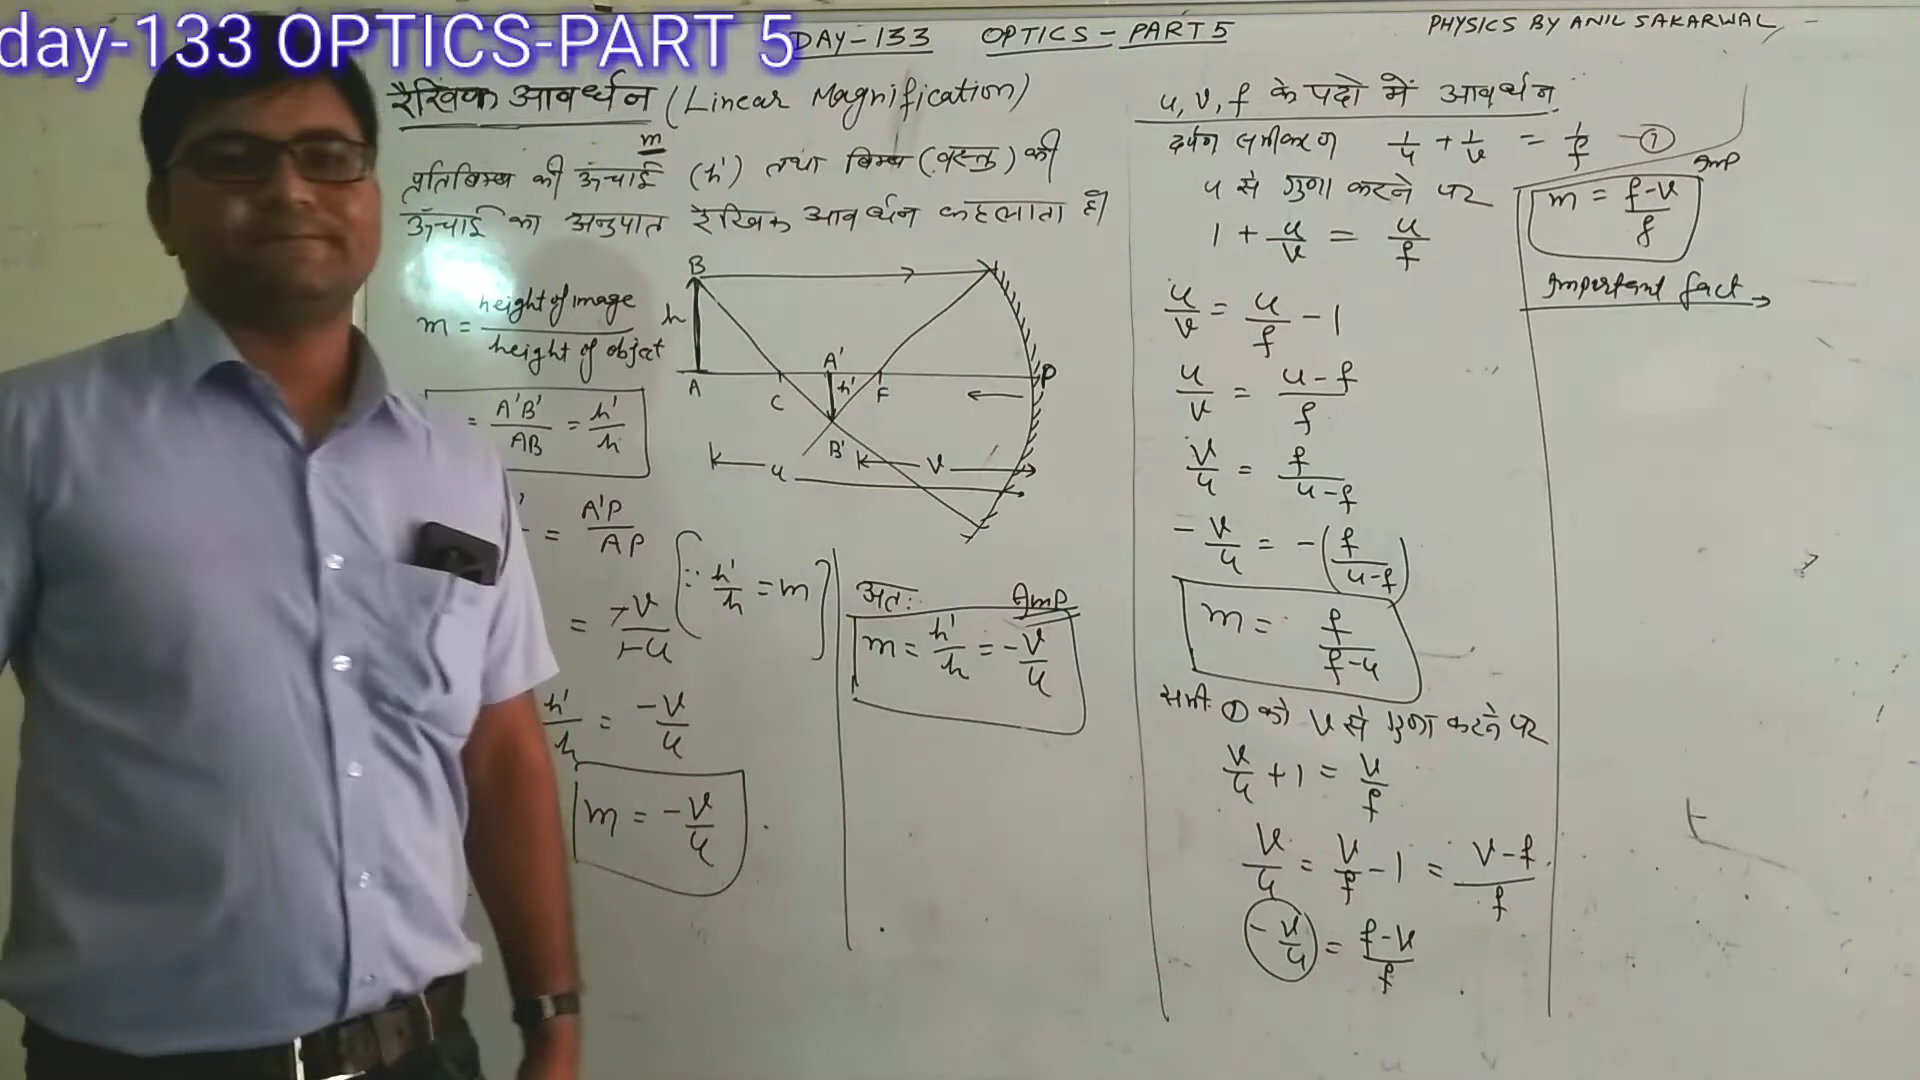 day-133 OPTICS-PART 5
DAY-133 OPTICS - PART 5
PHYSICS BY ANIL SAKARWAL
रैखिक आवर्धन (Linear Magnification)
m
प्रतिबिम्ब की ऊंचाई (h') तथा बिम्ब (वस्तु) की
ऊँचाई का अनुपात रैखिक आवर्धन कहलाता है।
m = height of image / height of object
= A'B'/AB = h'/h
= A'P/AP
= -v/-u (∵ h'/h = m)
h'/h = -v/u
m = -v/u
B
h
A
C
A'
h'
B'
F
P
u
v
अतः Imp
m = h'/h = -v/u
u, v, f के पदो में आवर्धन
दर्पण समीकरण 1/u + 1/v = 1/f -①
u से गुणा करने पर
1 + u/v = u/f
u/v = u/f - 1
u/v = u-f/f
v/u = f/u-f
-v/u = -(f/u-f)
m = f/f-u
समी. ① को v से गुणा करने पर
v/u + 1 = v/f
v/u = v/f - 1 = v-f/f
-v/u = f-v/f
Imp
m = f-v/f
Important fact →